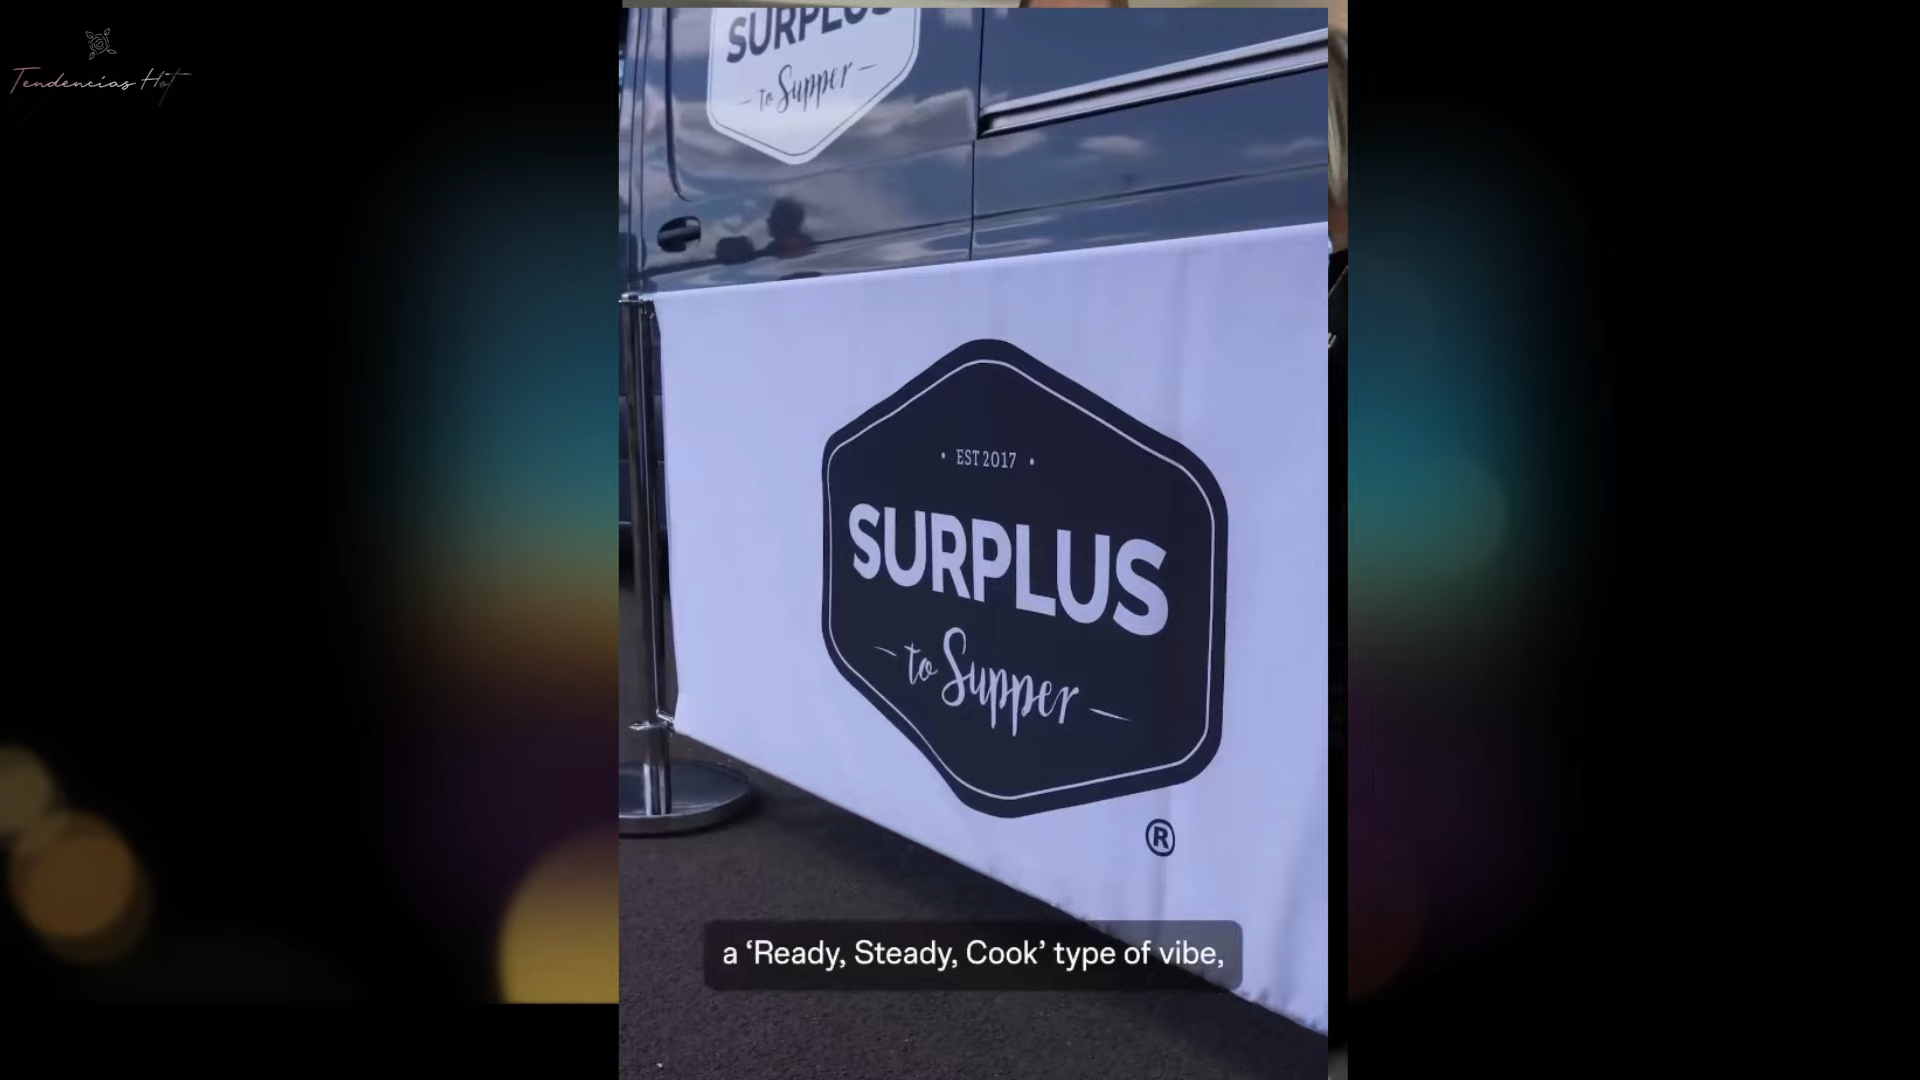 Tendencias Hot
SURPLUS
to Supper
• EST 2017 •
SURPLUS
to Supper
®
a ‘Ready, Steady, Cook’ type of vibe,